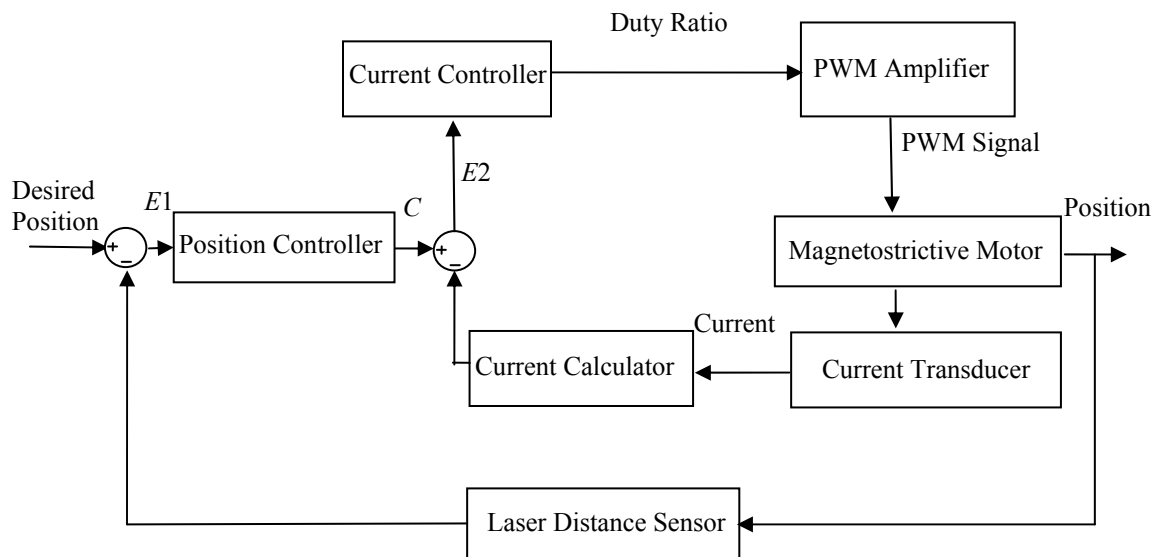 Duty Ratio
Current Controller
PWM Amplifier
PWM Signal
E2
Desired
Position
+
−
E1
Position Controller
C
+
−
Magnetostrictive Motor
Position
Current
Current Calculator
Current Transducer
Laser Distance Sensor